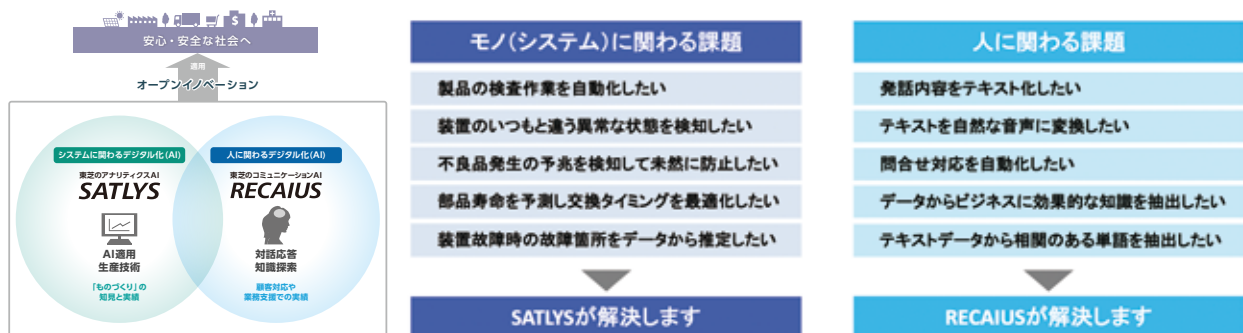 安心・安全な社会へ
適用
オープンイノベーション
システムに関わるデジタル化(AI)
東芝のアナリティクスAI
SATLYS
AI適用
生産技術
「ものづくり」の
知見と実績
人に関わるデジタル化(AI)
東芝のコミュニケーションAI
RECAIUS
対話応答
知識探索
顧客対応や
業務支援での実績
モノ(システム)に関わる課題
製品の検査作業を自動化したい
装置のいつもと違う異常な状態を検知したい
不良品発生の予兆を検知して未然に防止したい
部品寿命を予測し交換タイミングを最適化したい
装置故障時の故障箇所をデータから推定したい
SATLYSが解決します
人に関わる課題
発話内容をテキスト化したい
テキストを自然な音声に変換したい
問合せ対応を自動化したい
データからビジネスに効果的な知識を抽出したい
テキストデータから相関のある単語を抽出したい
RECAIUSが解決します